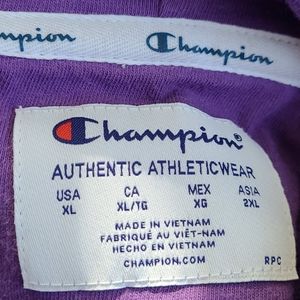 Champion Champion
Champion®
AUTHENTIC ATHLETICWEAR
USA CA MEX ASIA
XL XL/TG XG 2XL
MADE IN VIETNAM
FABRIQUÉ AU VIÊT-NAM
HECHO EN VIETNAM
CHAMPION.COM RPC